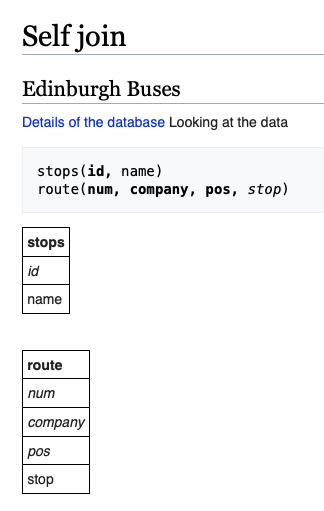 Self join
Edinburgh Buses
Details of the database Looking at the data
stops(id, name)
route(num, company, pos, stop)
stops
id
name
route
num
company
pos
stop